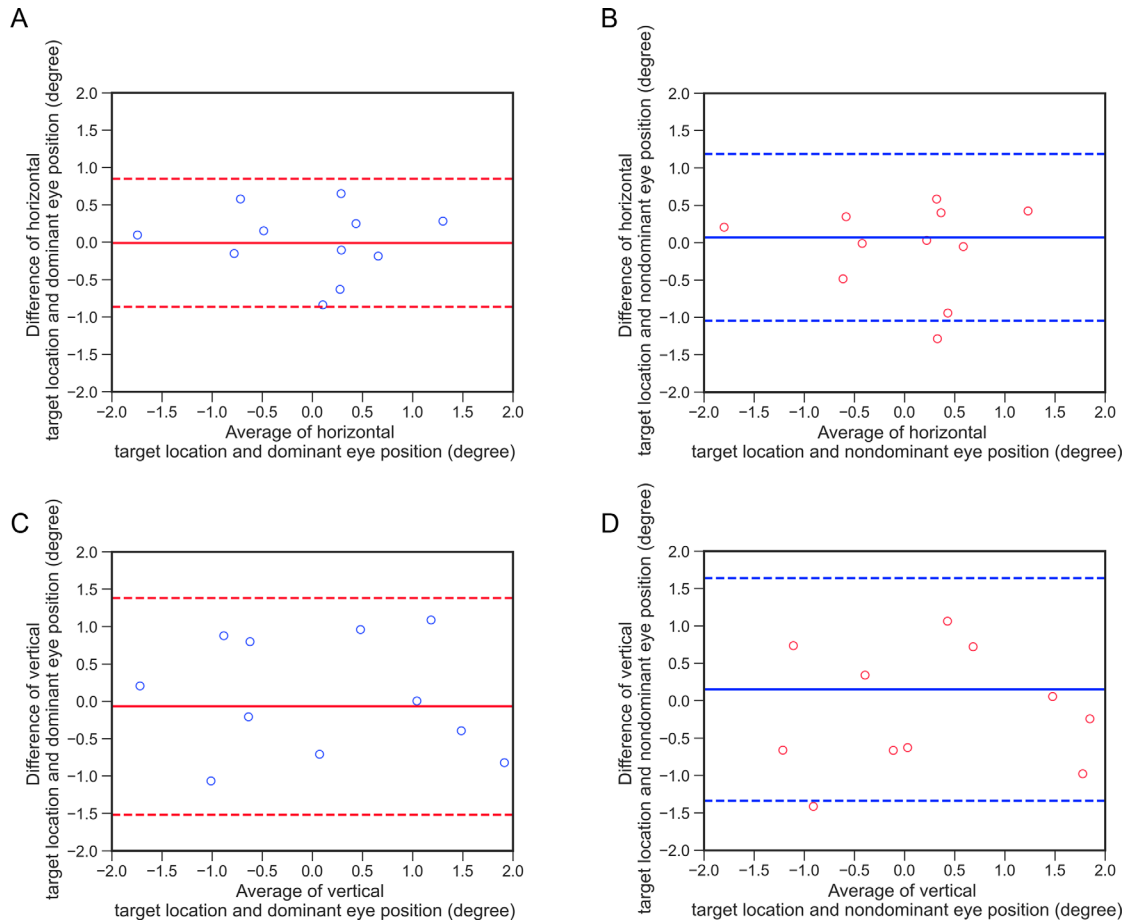 A
Difference of horizontal
target location and dominant eye position (degree)
2.0
1.5
1.0
0.5
0.0
−0.5
−1.0
−1.5
−2.0
−2.0 −1.5 −1.0 −0.5 0.0 0.5 1.0 1.5 2.0
Average of horizontal
target location and dominant eye position (degree)
B
Difference of horizontal
target location and nondominant eye position (degree)
2.0
1.5
1.0
0.5
0.0
−0.5
−1.0
−1.5
−2.0
−2.0 −1.5 −1.0 −0.5 0.0 0.5 1.0 1.5 2.0
Average of horizontal
target location and nondominant eye position (degree)
C
Difference of vertical
target location and dominant eye position (degree)
2.0
1.5
1.0
0.5
0.0
−0.5
−1.0
−1.5
−2.0
−2.0 −1.5 −1.0 −0.5 0.0 0.5 1.0 1.5 2.0
Average of vertical
target location and dominant eye position (degree)
D
Difference of vertical
target location and nondominant eye position (degree)
2.0
1.5
1.0
0.5
0.0
−0.5
−1.0
−1.5
−2.0
−2.0 −1.5 −1.0 −0.5 0.0 0.5 1.0 1.5 2.0
Average of vertical
target location and nondominant eye position (degree)